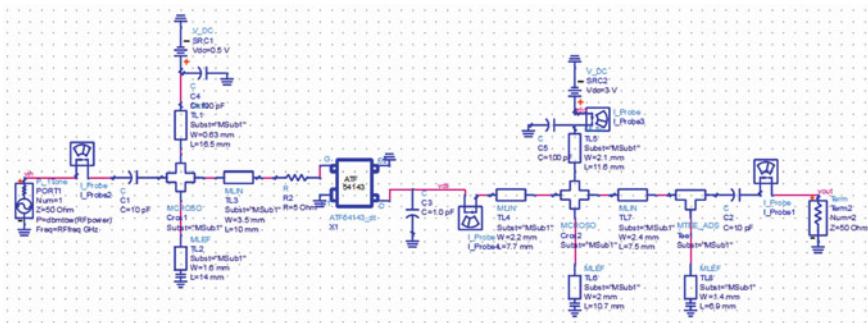 V_DC
SRC1
Vdc=0.5 V
C
C4
TL1
Subst="MSub1"
W=0.63 mm
L=16.5 mm
I_Probe
I_Probe2
P_1Tone
PORT1
Num=1
Z=50 Ohm
P=dbmtow(RFpower)
Freq=RFfreq GHz
C
C1
C=10 pF
MCROSO
Cros1
Subst="MSub1"
MLIN
TL3
Subst="MSub1"
W=3.5 mm
L=10 mm
R
R2
R=5 Ohm
MLEF
TL2
Subst="MSub1"
W=1.6 mm
L=14 mm
ATF
54143
X1
C
C3
C=1.0 pF
I_Probe
MLIN
TL4
Subst="MSub1"
W=2.2 mm
L=7.7 mm
V_DC
SRC2
Vdc=3 V
I_Probe
I_Probe3
C
C5
C=100 pF
TL5
Subst="MSub1"
W=2.1 mm
L=11.6 mm
MCROSO
Cros2
Subst="MSub1"
MLIN
TL7
Subst="MSub1"
W=2.4 mm
L=7.5 mm
MTEE_ADS
Subst="MSub1"
C
C2
C=10 pF
I_Probe
I_Probe1
vout
Term
Term2
Num=2
Z=50 Ohm
MLEF
TL6
Subst="MSub1"
W=2 mm
L=10.7 mm
MLEF
TL8
Subst="MSub1"
W=1.4 mm
L=6.9 mm